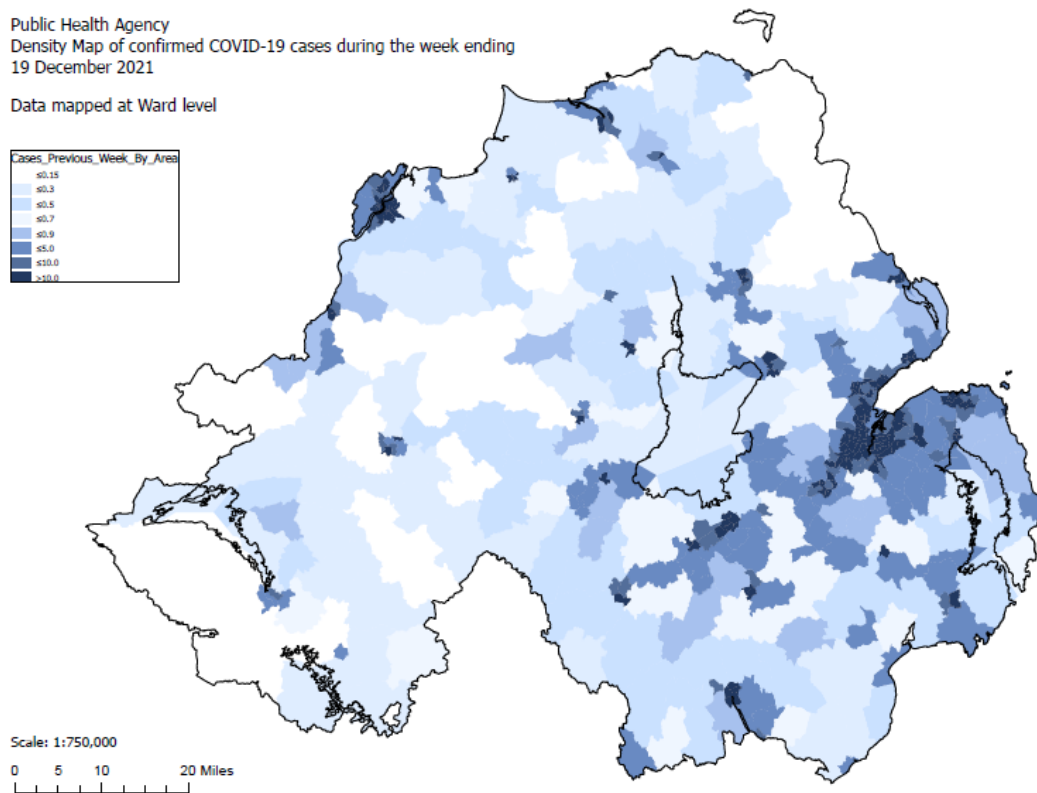 Public Health Agency
Density Map of confirmed COVID-19 cases during the week ending
19 December 2021
Data mapped at Ward level
Cases_Previous_Week_By_Area
≤0.15
≤0.3
≤0.5
≤0.7
≤0.9
≤5.0
≤10.0
>10.0
Scale: 1:750,000
0 5 10 20 Miles